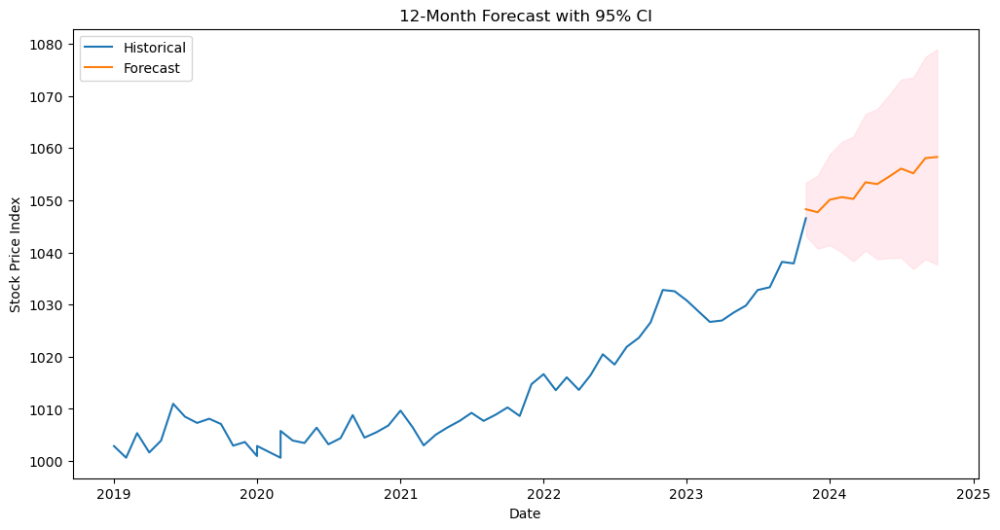 12-Month Forecast with 95% CI
Historical
Forecast
1080
1070
1060
1050
1040
1030
1020
1010
1000
Stock Price Index
2019 2020 2021 2022 2023 2024 2025
Date